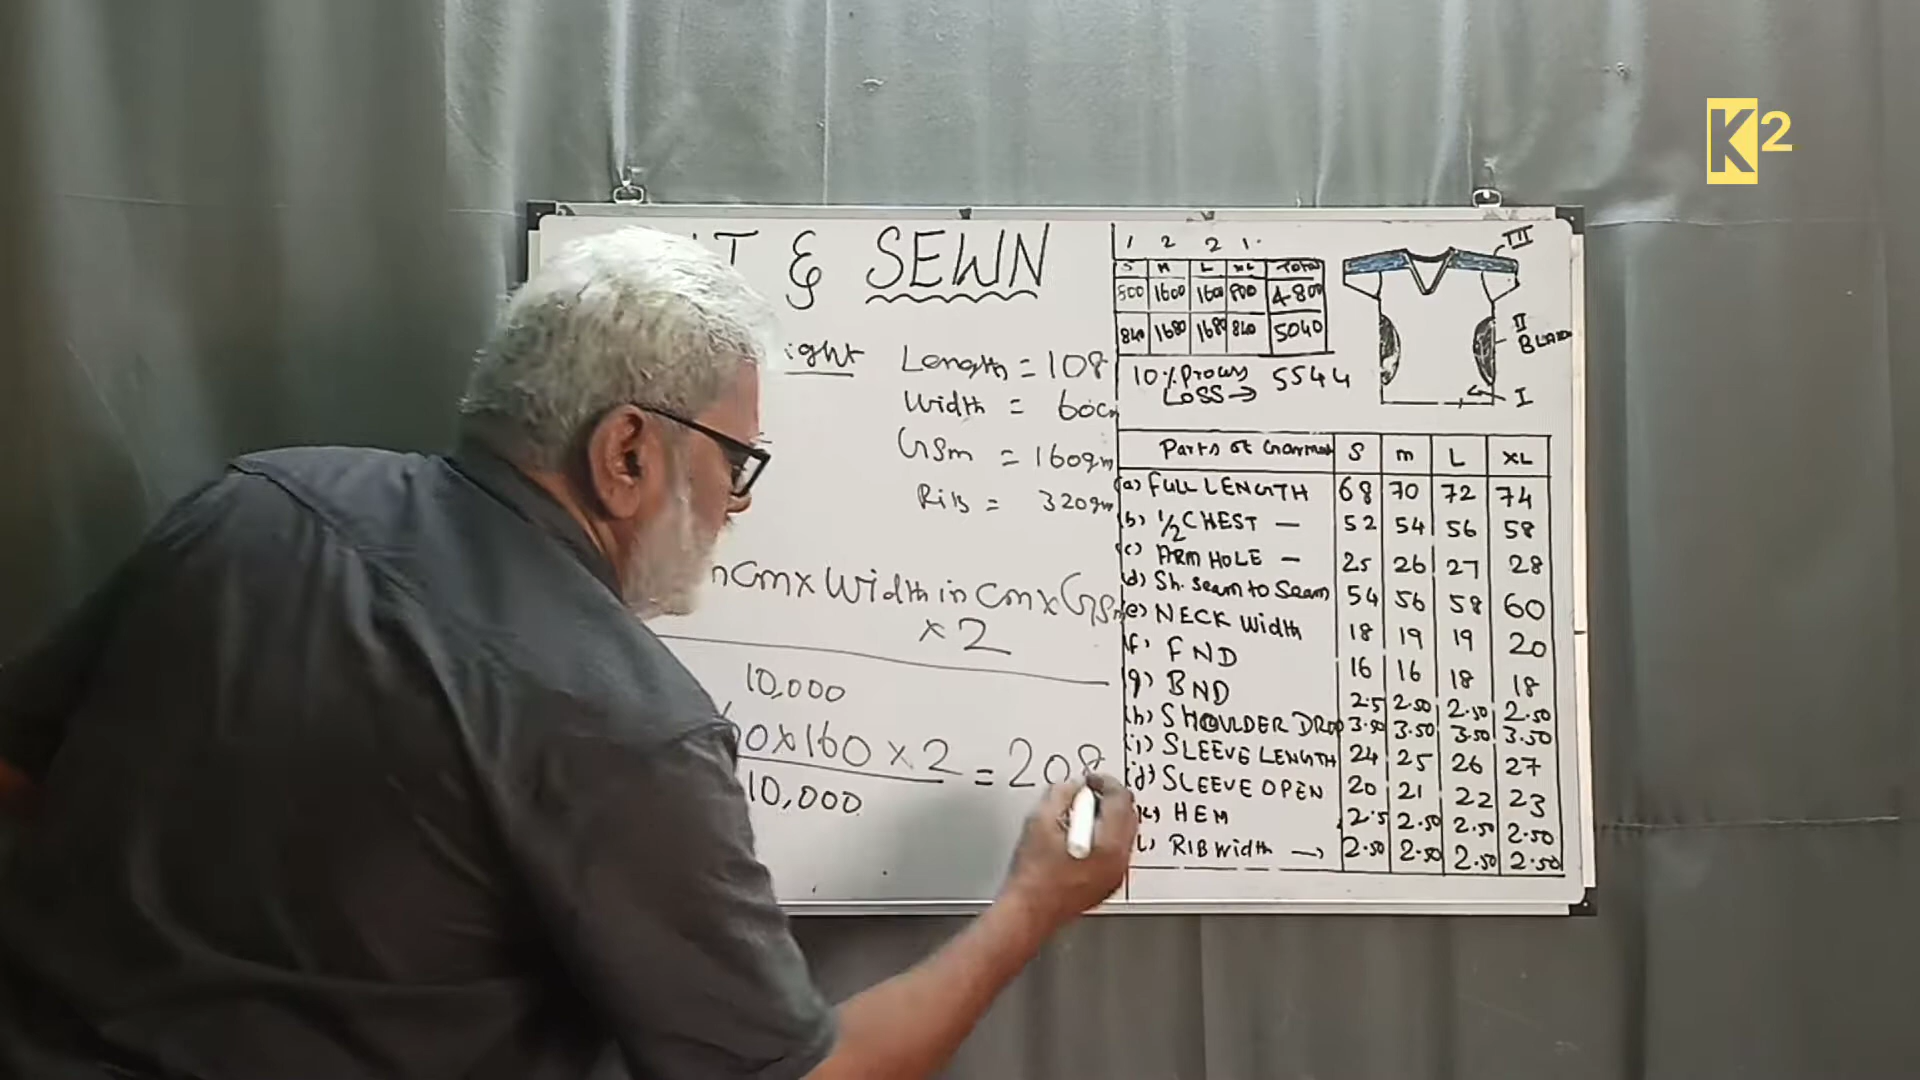 K2
& SEWN
ight Length = 108
Width = 60cm
GSm = 160gm
Rib = 320gm
n Cm x Width in Cm x GSm
x 2
10,000
60 x 160 x 2 = 208
10,000
1 2 2 1
S M L XL Total
800 1600 1600 800 4800
840 1680 1680 840 5040
10% Proces
LOSS → 5544
III
II
BLACK
I
Parts of Garment S m L XL
(a) FULL LENGTH 68 70 72 74
(b) 1/2 CHEST — 52 54 56 58
(c) ARM HOLE — 25 26 27 28
(d) Sh. Seam to Seam 54 56 58 60
(e) NECK Width 18 19 19 20
(f) FND 16 16 18 18
(g) BND 2.5 2.50 2.50 2.50
(h) SHOULDER DROP 3.50 3.50 3.50 3.50
(i) SLEEVE LENGTH 24 25 26 27
(j) SLEEVE OPEN 20 21 22 23
(k) HEM 2.5 2.50 2.50 2.50
(l) RIB Width → 2.50 2.50 2.50 2.50